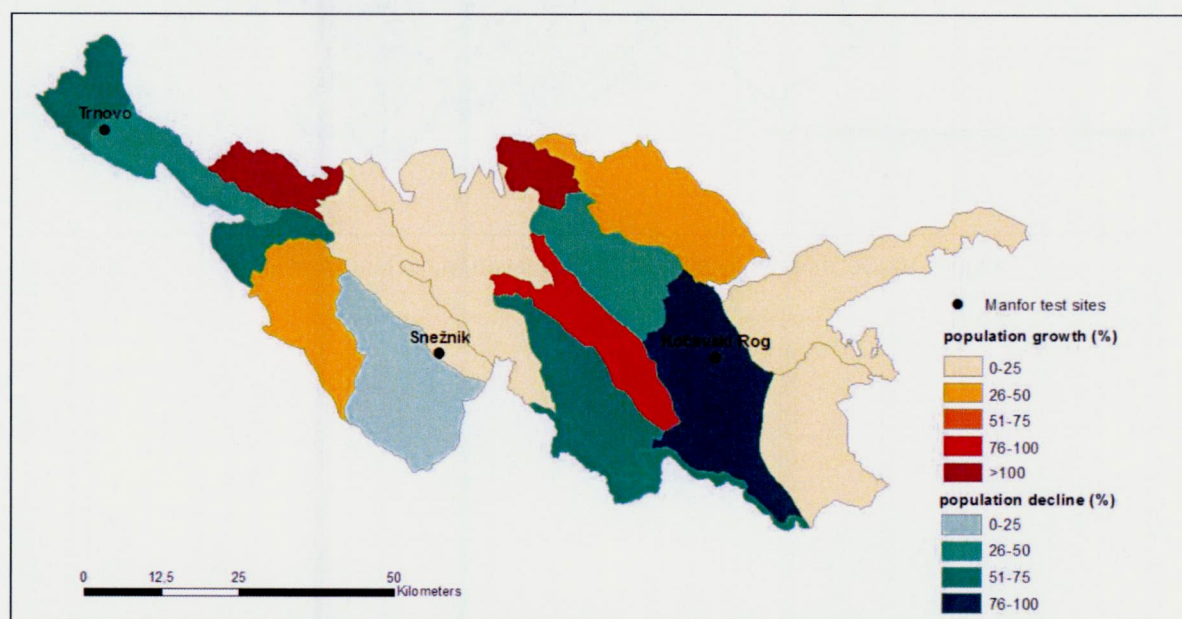 Trnovo
Snežnik
Kočevski Rog
Manfor test sites
population growth (%)
0-25
26-50
51-75
76-100
>100
population decline (%)
0-25
26-50
51-75
76-100
0 12,5 25 50
Kilometers